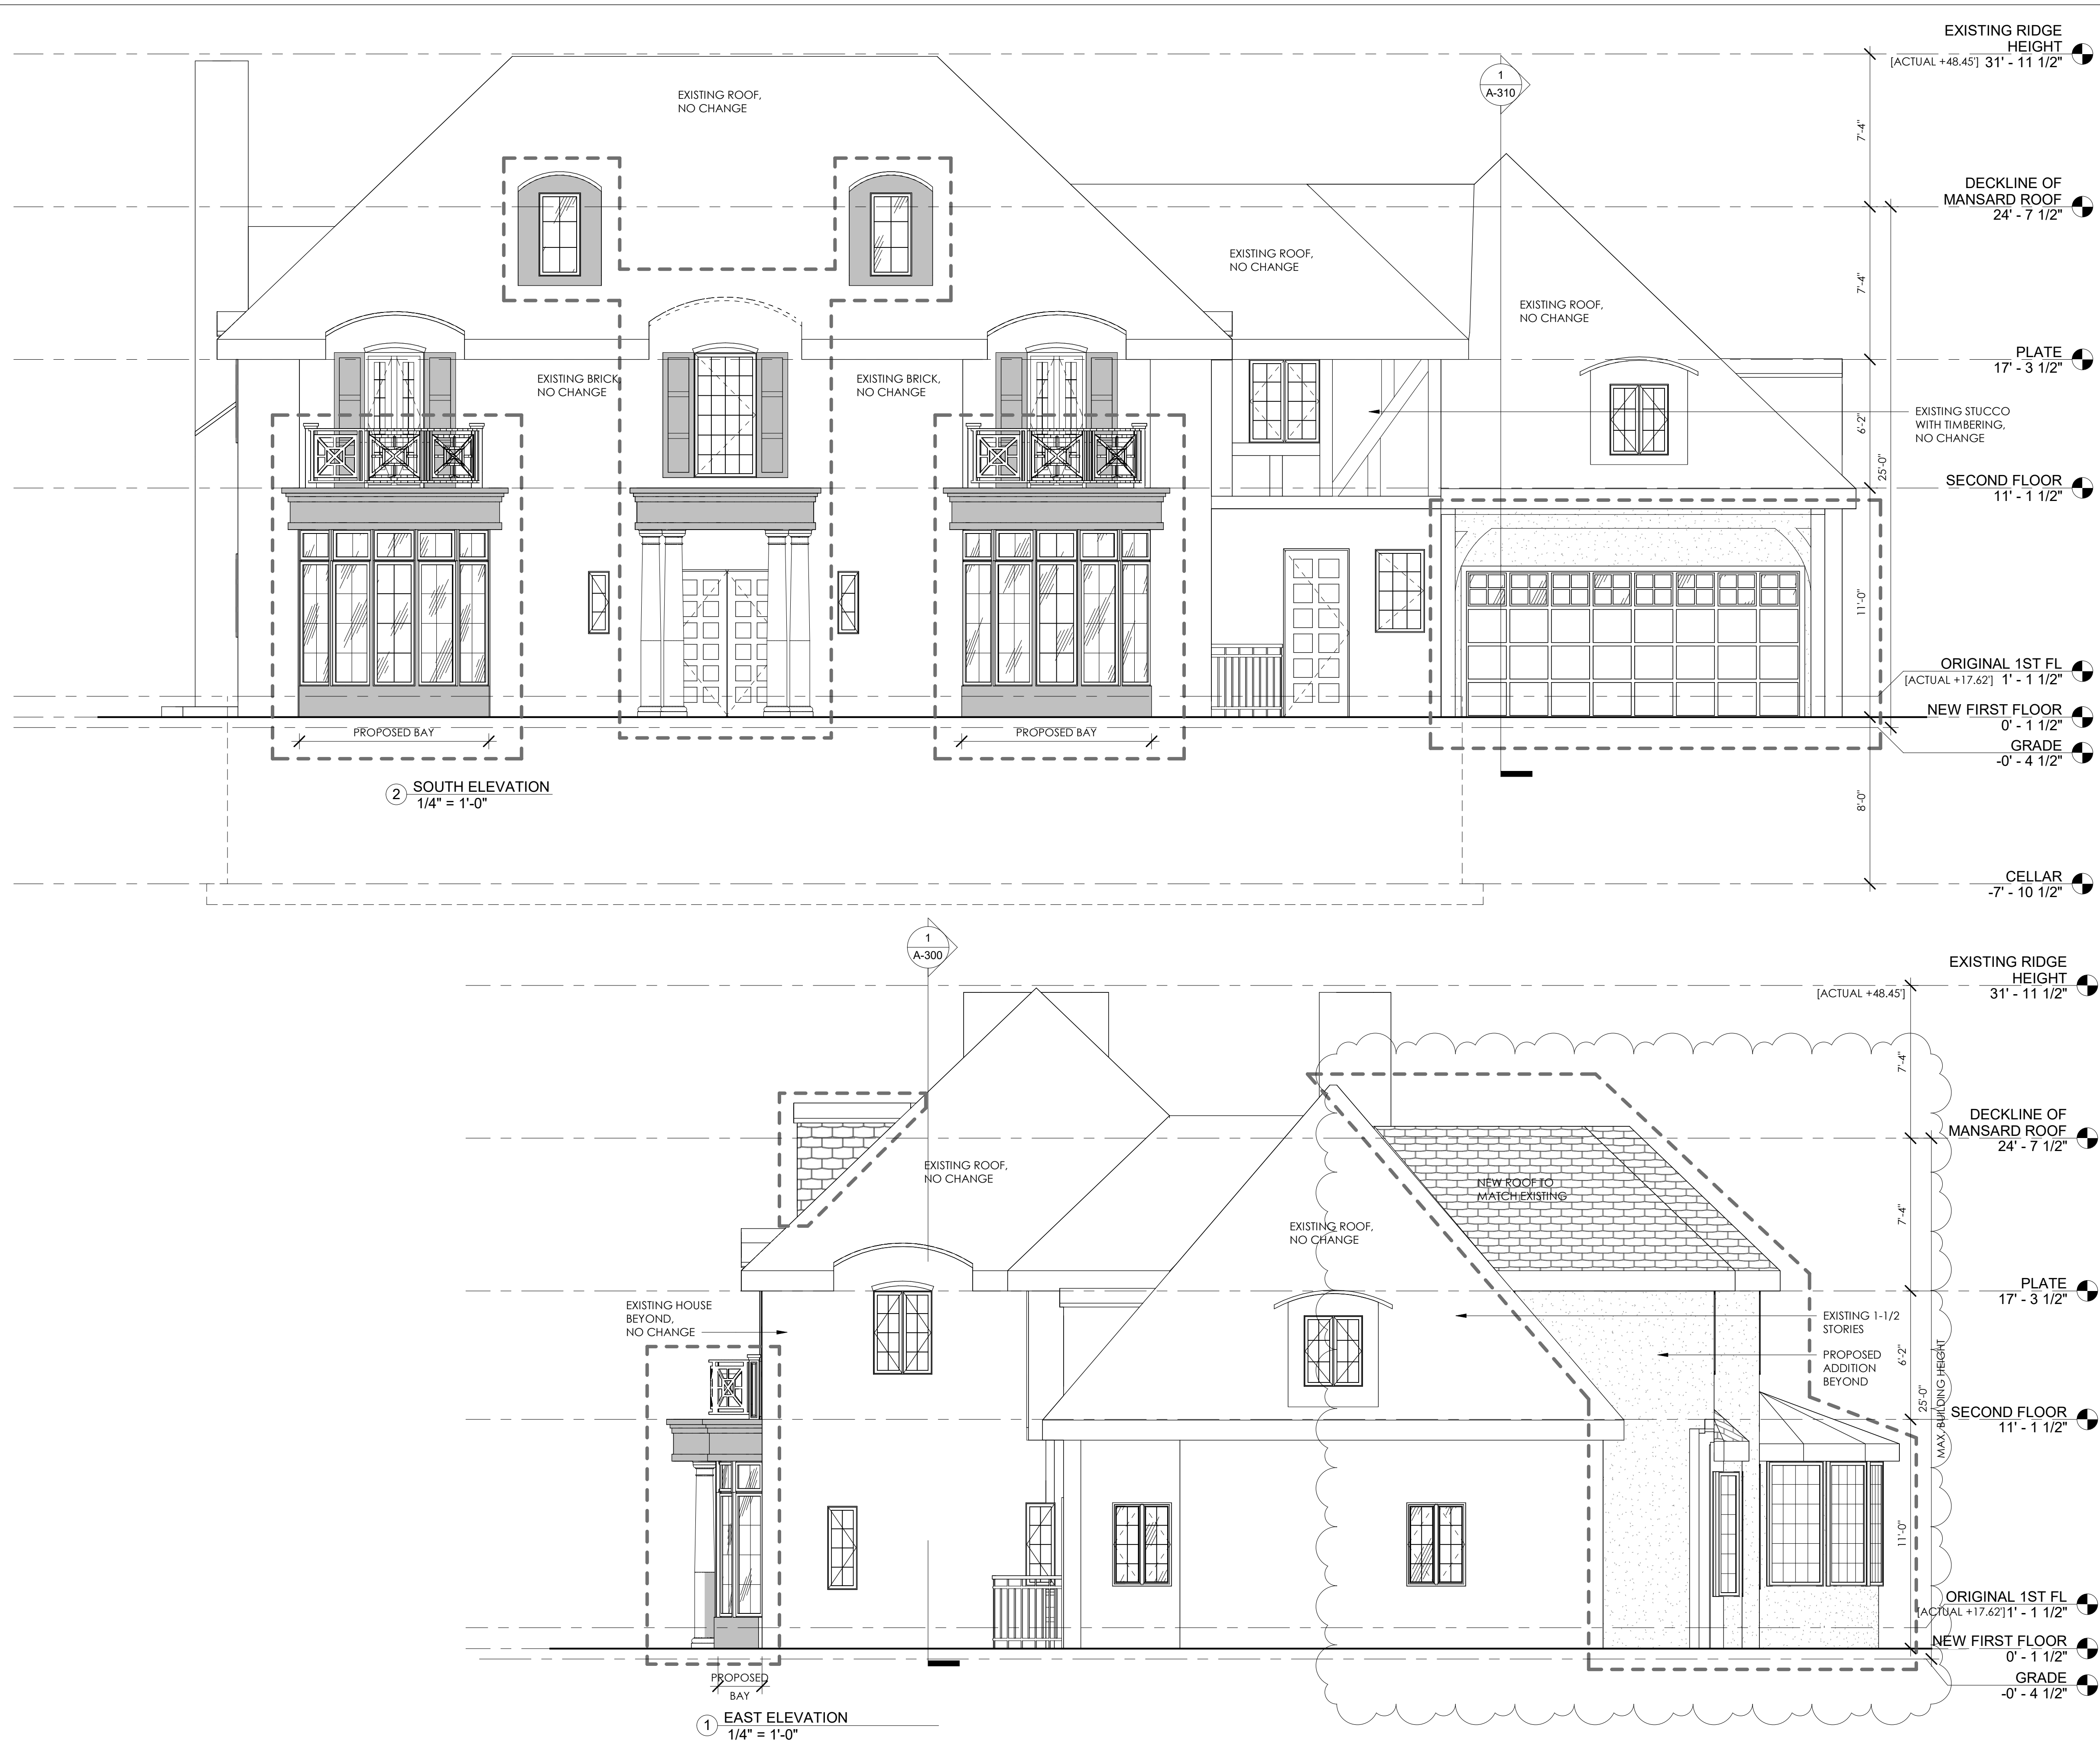 EXISTING RIDGE
HEIGHT
[ACTUAL +48.45'] 31' - 11 1/2"
1
A-310
EXISTING ROOF,
NO CHANGE
7'-4"
DECKLINE OF
MANSARD ROOF
24' - 7 1/2"
EXISTING ROOF,
NO CHANGE
7'-4"
EXISTING ROOF,
NO CHANGE
PLATE
17' - 3 1/2"
EXISTING BRICK,
NO CHANGE
EXISTING BRICK,
NO CHANGE
6'-2"
EXISTING STUCCO
WITH TIMBERING,
NO CHANGE
25'-0"
SECOND FLOOR
11' - 1 1/2"
11'-0"
ORIGINAL 1ST FL
[ACTUAL +17.62'] 1' - 1 1/2"
NEW FIRST FLOOR
0' - 1 1/2"
PROPOSED BAY
PROPOSED BAY
GRADE
-0' - 4 1/2"
2 SOUTH ELEVATION
1/4" = 1'-0"
8'-0"
CELLAR
-7' - 10 1/2"
1
A-300
EXISTING RIDGE
HEIGHT
[ACTUAL +48.45'] 31' - 11 1/2"
7'-4"
DECKLINE OF
MANSARD ROOF
24' - 7 1/2"
EXISTING ROOF,
NO CHANGE
NEW ROOF TO
MATCH EXISTING
7'-4"
EXISTING ROOF,
NO CHANGE
PLATE
17' - 3 1/2"
EXISTING HOUSE
BEYOND,
NO CHANGE
EXISTING 1-1/2
STORIES
PROPOSED
ADDITION
BEYOND
6'-2"
25'-0"
MAX. BUILDING HEIGHT
SECOND FLOOR
11' - 1 1/2"
11'-0"
ORIGINAL 1ST FL
[ACTUAL +17.62'] 1' - 1 1/2"
NEW FIRST FLOOR
0' - 1 1/2"
PROPOSED
BAY
GRADE
-0' - 4 1/2"
1 EAST ELEVATION
1/4" = 1'-0"